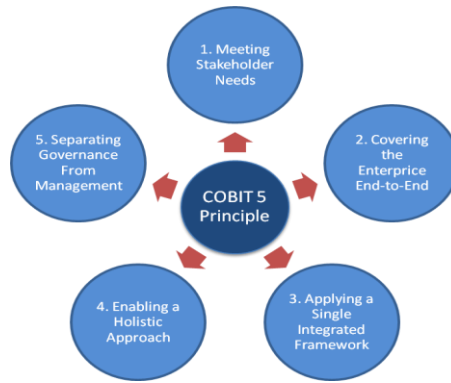 1. Meeting
Stakeholder
Needs
2. Covering
the
Enterprice
End-to-End
3. Applying a
Single
Integrated
Framework
4. Enabling a
Holistic
Approach
5. Separating
Governance
From
Management
COBIT 5
Principle